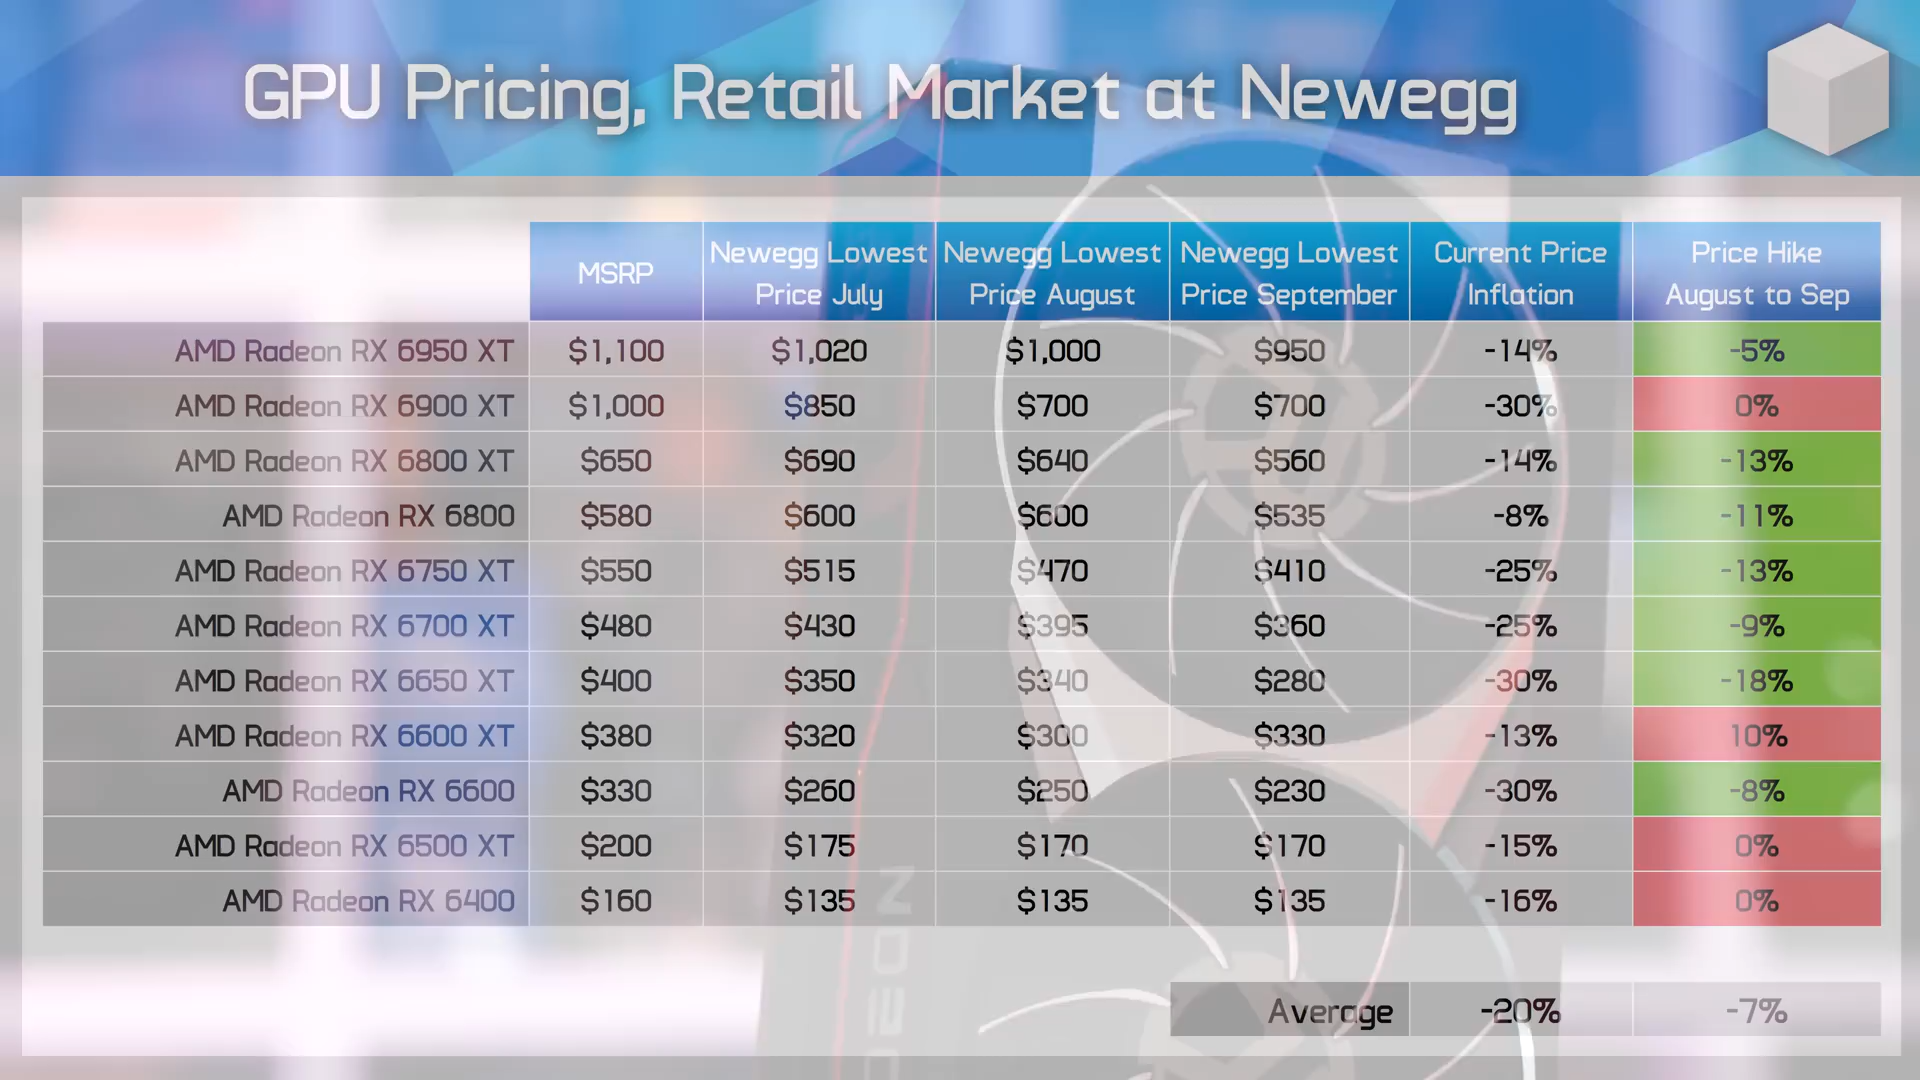 GPU Pricing, Retail Market at Newegg
MSRP Newegg Lowest Price July Newegg Lowest Price August Newegg Lowest Price September Current Price Inflation Price Hike August to Sep
AMD Radeon RX 6950 XT $1,100 $1,020 $1,000 $950 -14% -5%
AMD Radeon RX 6900 XT $1,000 $850 $700 $700 -30% 0%
AMD Radeon RX 6800 XT $650 $690 $640 $560 -14% -13%
AMD Radeon RX 6800 $580 $600 $600 $535 -8% -11%
AMD Radeon RX 6750 XT $550 $515 $470 $410 -25% -13%
AMD Radeon RX 6700 XT $480 $430 $395 $360 -25% -9%
AMD Radeon RX 6650 XT $400 $350 $340 $280 -30% -18%
AMD Radeon RX 6600 XT $380 $320 $300 $330 -13% 10%
AMD Radeon RX 6600 $330 $260 $250 $230 -30% -8%
AMD Radeon RX 6500 XT $200 $175 $170 $170 -15% 0%
AMD Radeon RX 6400 $160 $135 $135 $135 -16% 0%
Average -20% -7%